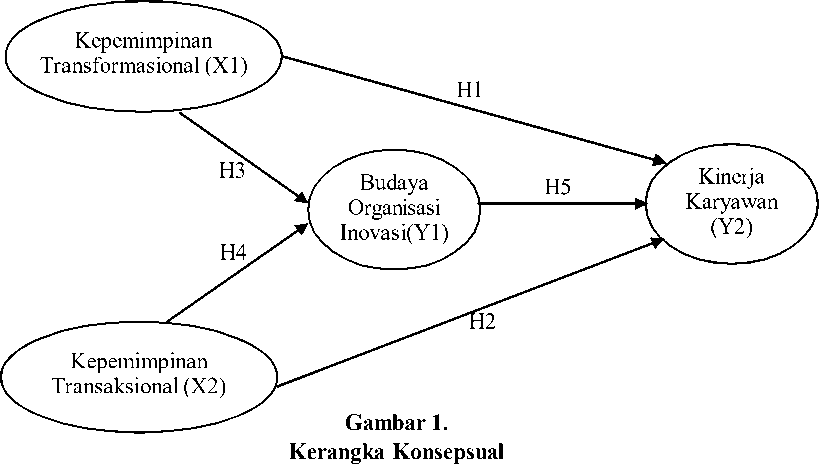 Kepemimpinan
Transformasional (X1)
H1
H3
Budaya
Organisasi
Inovasi(Y1)
H5
Kinerja
Karyawan
(Y2)
H4
H2
Kepemimpinan
Transaksional (X2)
Gambar 1.
Kerangka Konsepsual